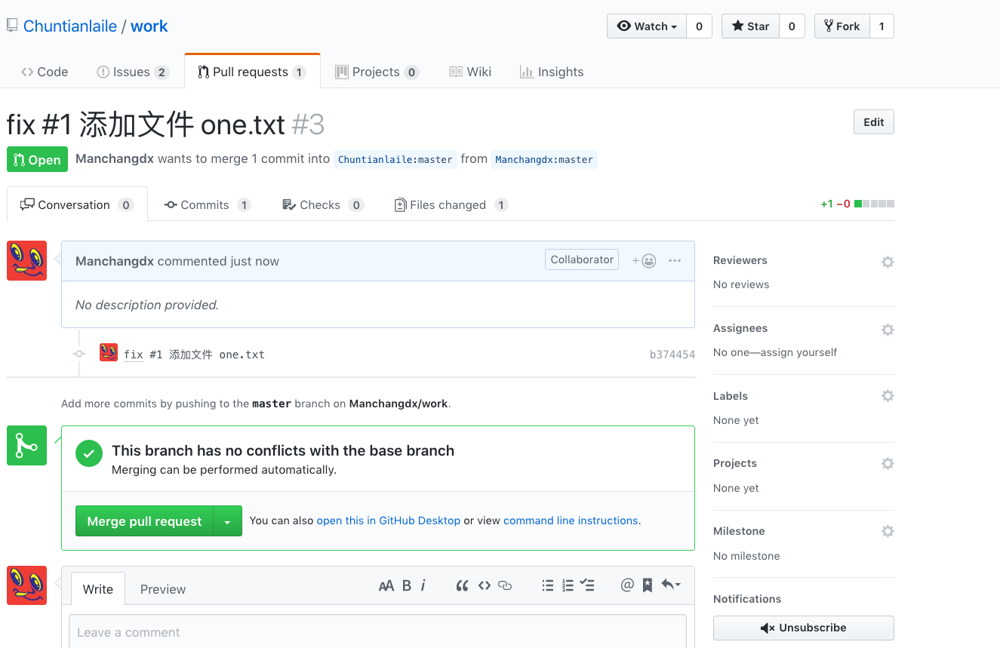 Chuntianlaile / work
Watch 0 Star 0 Fork 1
Code Issues 2 Pull requests 1 Projects 0 Wiki Insights
fix #1 添加文件 one.txt #3
Edit
Open Manchangdx wants to merge 1 commit into Chuntianlaile:master from Manchangdx:master
Conversation 0 Commits 1 Checks 0 Files changed 1 +1 −0
Manchangdx commented just now Collaborator
No description provided.
fix #1 添加文件 one.txt b374454
Add more commits by pushing to the master branch on Manchangdx/work.
This branch has no conflicts with the base branch
Merging can be performed automatically.
Merge pull request You can also open this in GitHub Desktop or view command line instructions.
Write Preview AA B i @
Leave a comment
Reviewers
No reviews
Assignees
No one—assign yourself
Labels
None yet
Projects
None yet
Milestone
No milestone
Notifications
Unsubscribe